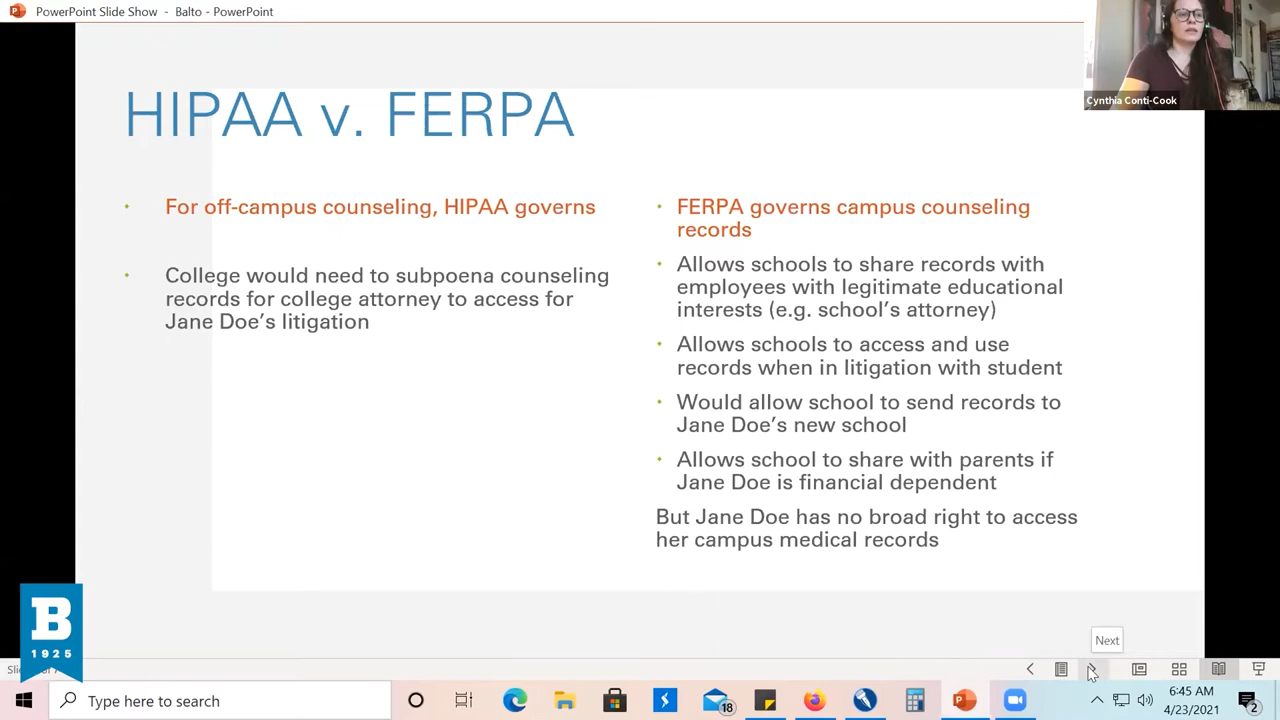 PowerPoint Slide Show - Balto - PowerPoint
Cynthia Conti-Cook
HIPAA v. FERPA
• For off-campus counseling, HIPAA governs
• College would need to subpoena counseling
records for college attorney to access for
Jane Doe's litigation
• FERPA governs campus counseling
records
• Allows schools to share records with
employees with legitimate educational
interests (e.g. school's attorney)
• Allows schools to access and use
records when in litigation with student
• Would allow school to send records to
Jane Doe's new school
• Allows school to share with parents if
Jane Doe is financial dependent
But Jane Doe has no broad right to access
her campus medical records
B
1925
Next
Type here to search
18
6:45 AM
4/23/2021
2